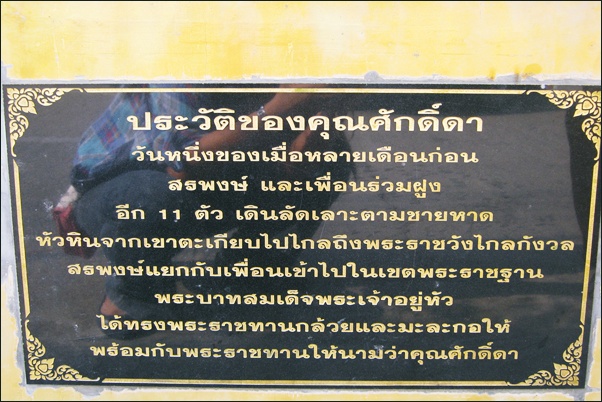 ประวัติของคุณศักดิ์ดา
วันหนึ่งของเมื่อหลายเดือนก่อน
สรพงษ์ และเพื่อนร่วมฝูง
อีก 11 ตัว เดินลัดเลาะตามชายหาด
หัวหินจากเขาตะเกียบไปไกลถึงพระราชวังไกลกังวล
สรพงษ์แยกกับเพื่อนเข้าไปในเขตพระราชฐาน
พระบาทสมเด็จพระเจ้าอยู่หัว
ได้ทรงพระราชทานกล้วยและมะละกอให้
พร้อมกับพระราชทานให้นามว่าคุณศักดิ์ดา